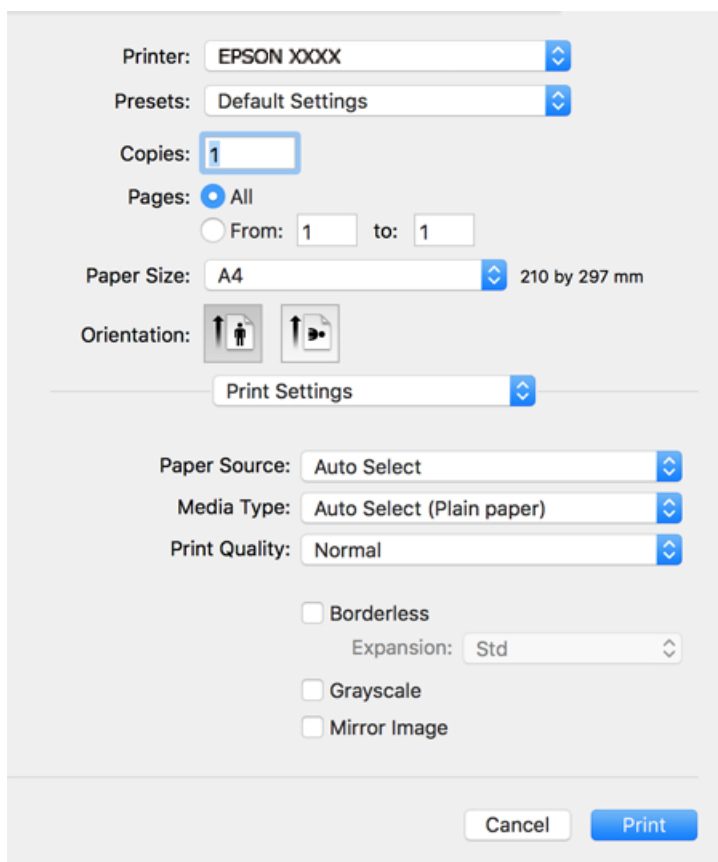 Printer: EPSON XXXX
Presets: Default Settings
Copies: 1
Pages: All
From: 1 to: 1
Paper Size: A4 210 by 297 mm
Orientation:
Print Settings
Paper Source: Auto Select
Media Type: Auto Select (Plain paper)
Print Quality: Normal
Borderless
Expansion: Std
Grayscale
Mirror Image
Cancel Print